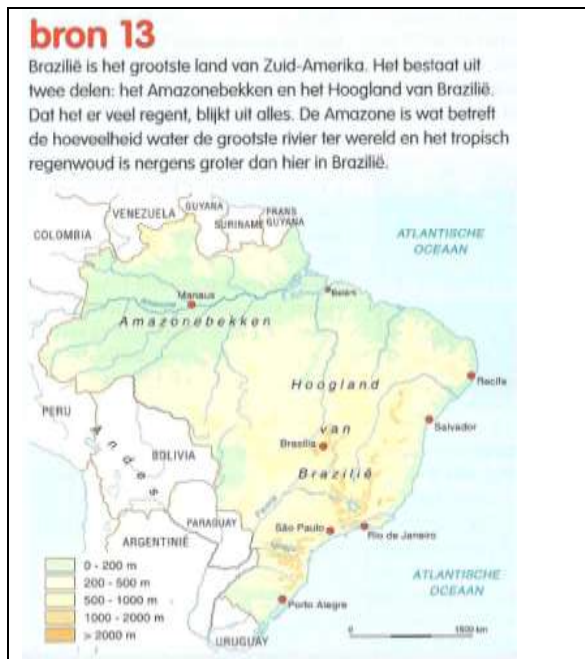 bron 13
Brazilië is het grootste land van Zuid-Amerika. Het bestaat uit
twee delen: het Amazonebekken en het Hoogland van Brazilië.
Dat het er veel regent, blijkt uit alles. De Amazone is wat betreft
de hoeveelheid water de grootste rivier ter wereld en het tropisch
regenwoud is nergens groter dan hier in Brazilië.
VENEZUELA
GUYANA
SURINAME
FRANS
GUYANA
COLOMBIA
ATLANTISCHE
OCEAAN
Manaus
Belém
Amazonebekken
Hoogland
Recife
PERU
Andes
van
Salvador
BOLIVIA
Brasília
Brazilië
Paraná
PARAGUAY
São Paulo
Rio de Janeiro
ARGENTINIË
0 - 200 m
200 - 500 m
500 - 1000 m
1000 - 2000 m
> 2000 m
ATLANTISCHE
OCEAAN
Porto Alegre
URUGUAY
0